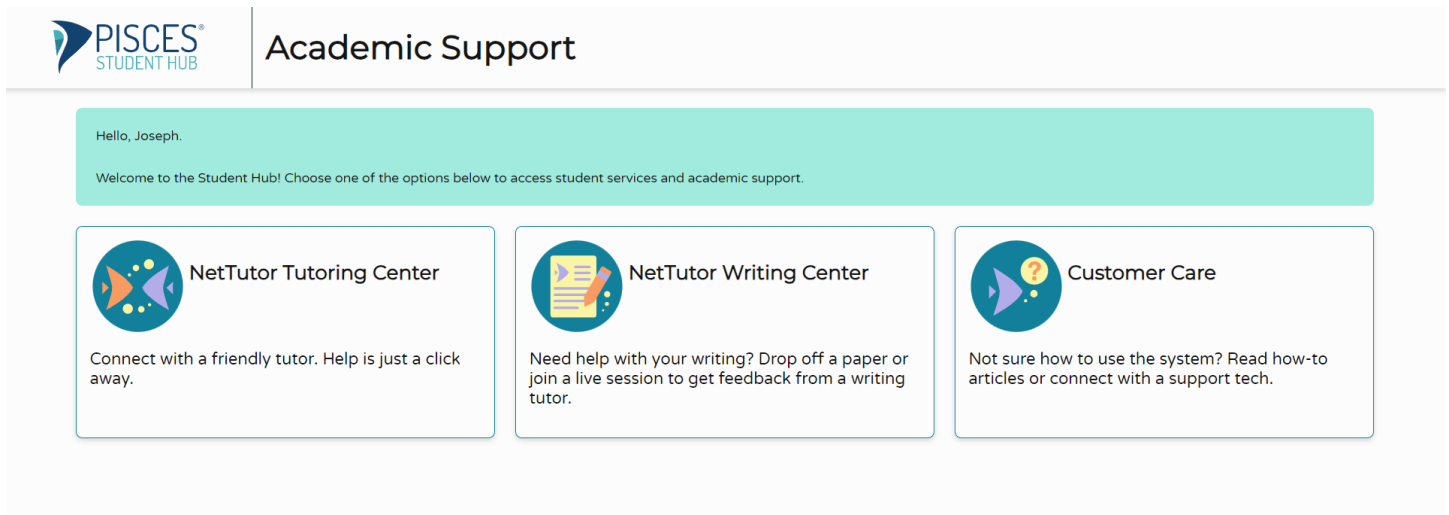 PISCES®
STUDENT HUB
Academic Support
Hello, Joseph.
Welcome to the Student Hub! Choose one of the options below to access student services and academic support.
NetTutor Tutoring Center
Connect with a friendly tutor. Help is just a click
away.
NetTutor Writing Center
Need help with your writing? Drop off a paper or
join a live session to get feedback from a writing
tutor.
?
Customer Care
Not sure how to use the system? Read how-to
articles or connect with a support tech.